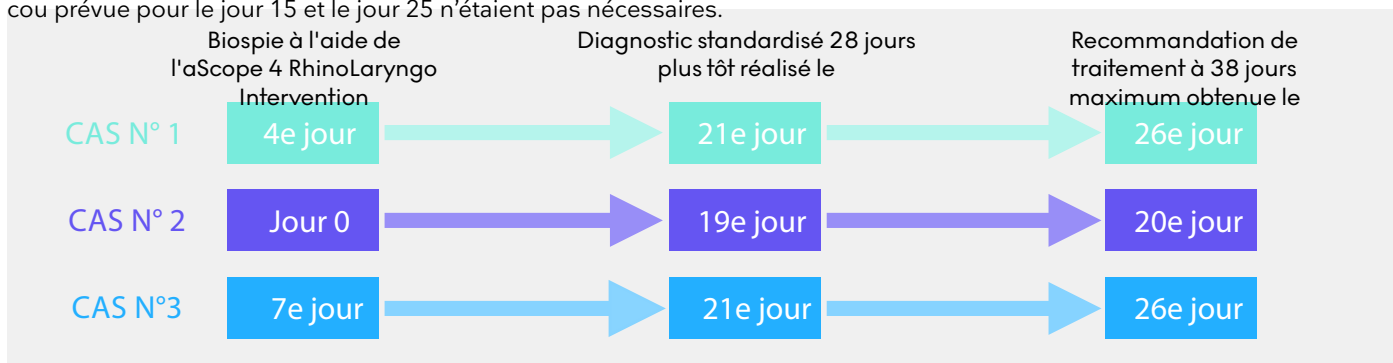 cou prévue pour le jour 15 et le jour 25 n'étaient pas nécessaires.
Biospie à l'aide de
l'aScope 4 RhinoLaryngo
Intervention
Diagnostic standardisé 28 jours
plus tôt réalisé le
Recommandation de
traitement à 38 jours
maximum obtenue le
CAS N° 1
4e jour
21e jour
26e jour
CAS N° 2
Jour 0
19e jour
20e jour
CAS N°3
7e jour
21e jour
26e jour